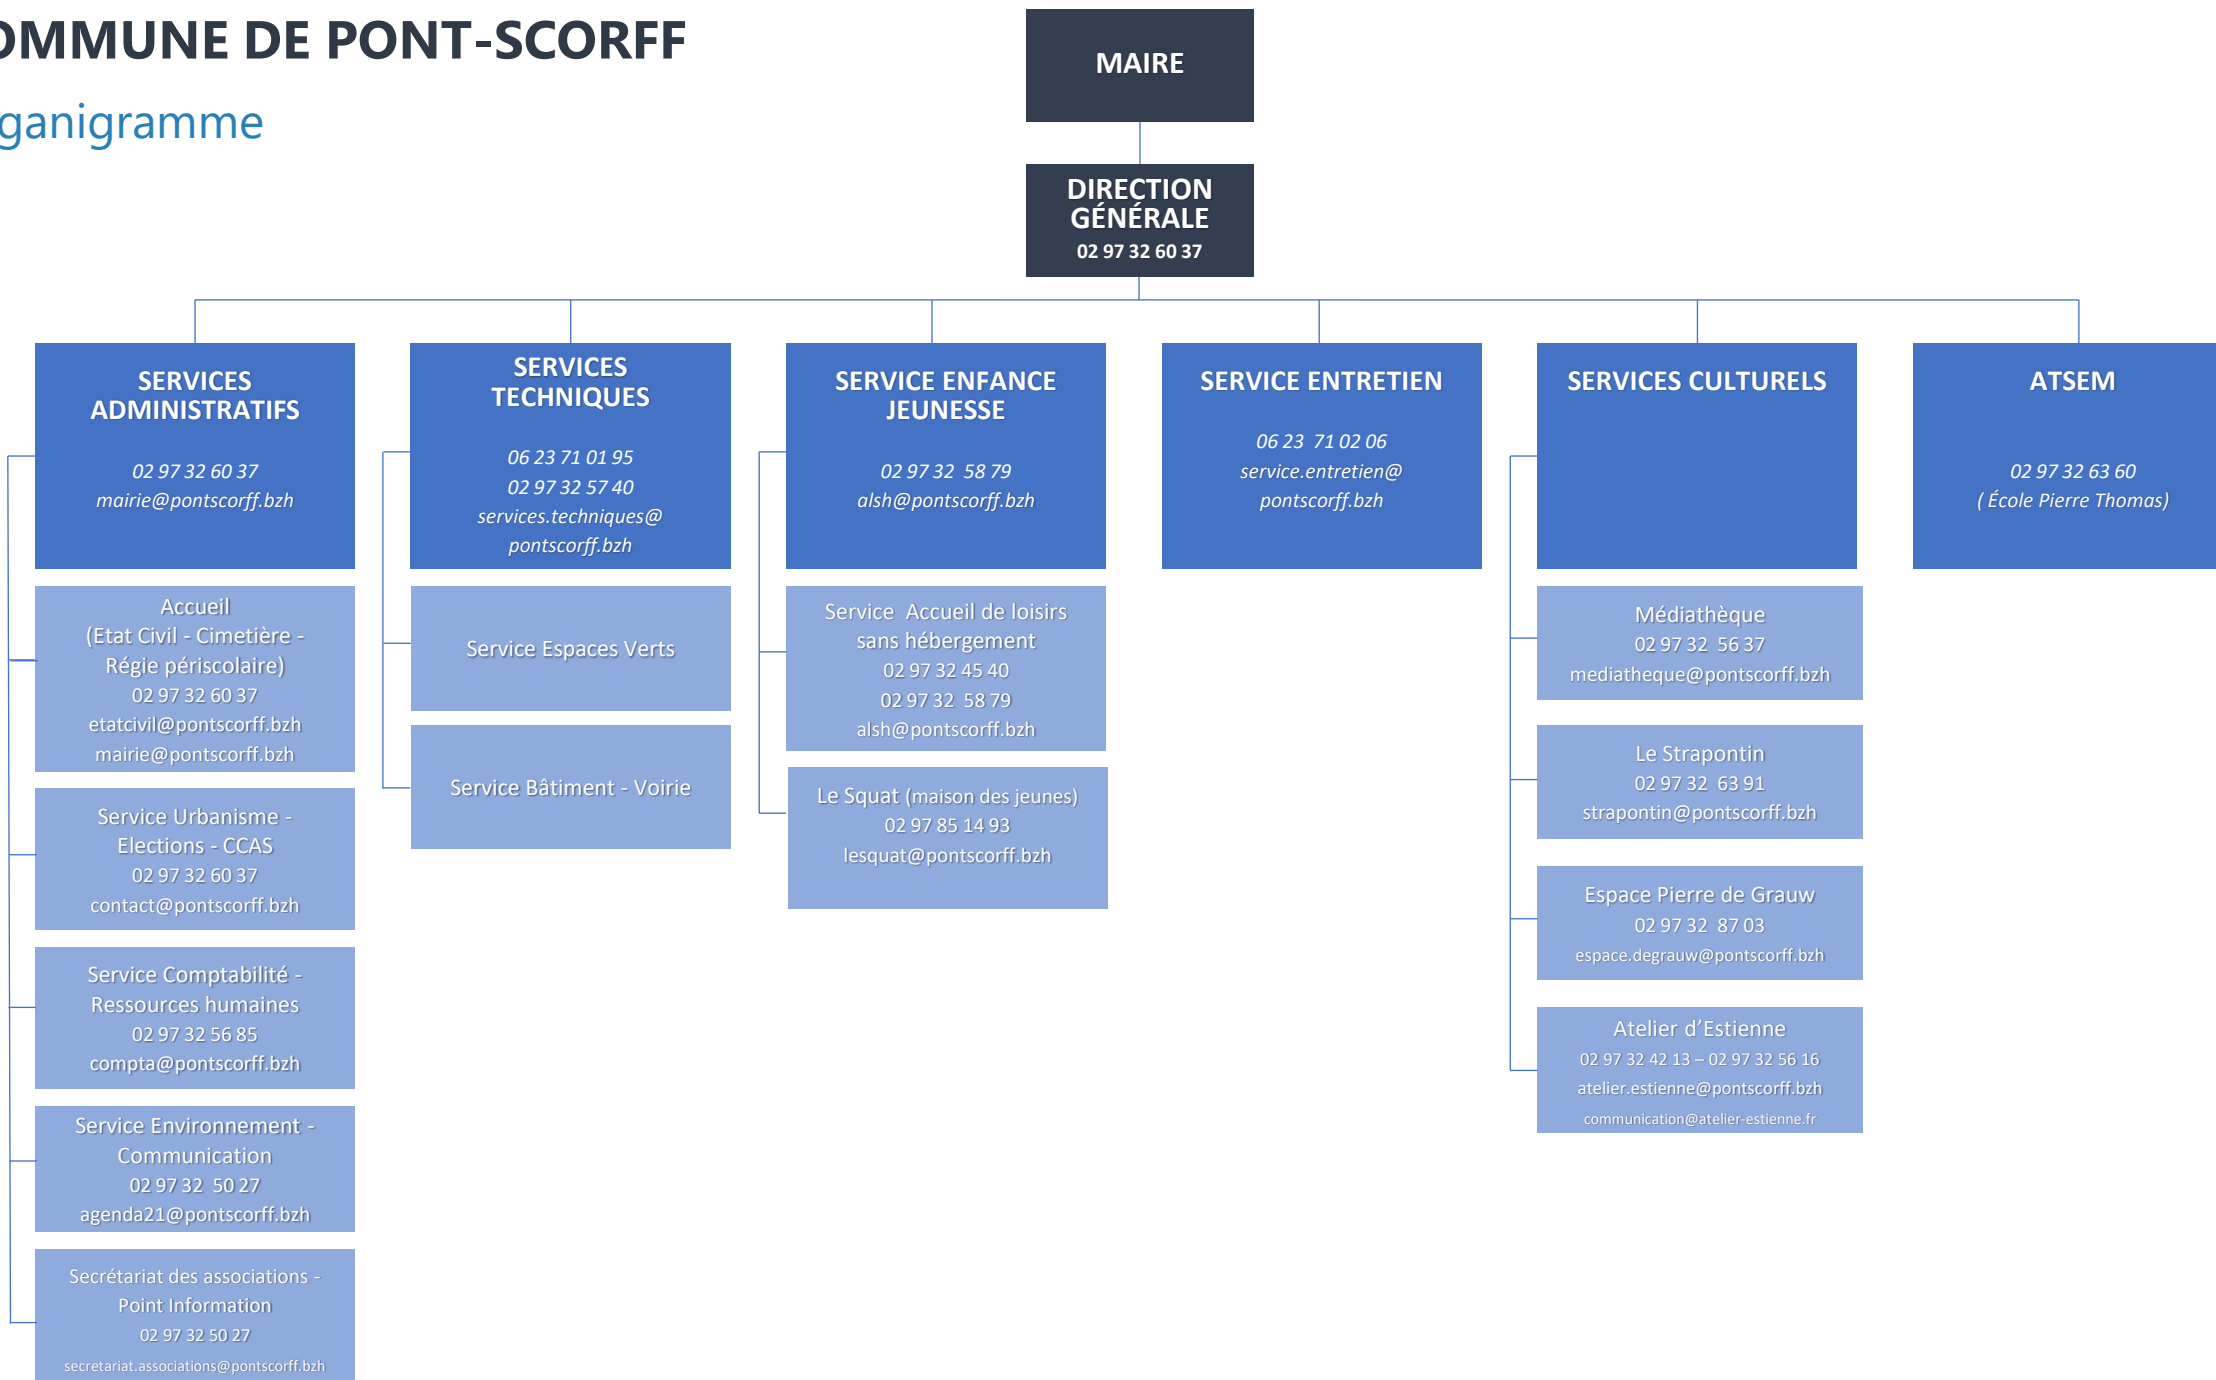 OMMUNE DE PONT-SCORFF
ganigramme
MAIRE
DIRECTION
GÉNÉRALE
02 97 32 60 37
SERVICES
ADMINISTRATIFS
02 97 32 60 37
mairie@pontscorff.bzh
Accueil
(Etat Civil - Cimetière -
Régie périscolaire)
02 97 32 60 37
etatcivil@pontscorff.bzh
mairie@pontscorff.bzh
Service Urbanisme -
Elections - CCAS
02 97 32 60 37
contact@pontscorff.bzh
Service Comptabilité -
Ressources humaines
02 97 32 56 85
compta@pontscorff.bzh
Service Environnement -
Communication
02 97 32 50 27
agenda21@pontscorff.bzh
Secrétariat des associations -
Point Information
02 97 32 50 27
secretariat.associations@pontscorff.bzh
SERVICES
TECHNIQUES
06 23 71 01 95
02 97 32 57 40
services.techniques@
pontscorff.bzh
Service Espaces Verts
Service Bâtiment - Voirie
SERVICE ENFANCE
JEUNESSE
02 97 32 58 79
alsh@pontscorff.bzh
Service Accueil de loisirs
sans hébergement
02 97 32 45 40
02 97 32 58 79
alsh@pontscorff.bzh
Le Squat (maison des jeunes)
02 97 85 14 93
lesquat@pontscorff.bzh
SERVICE ENTRETIEN
06 23 71 02 06
service.entretien@
pontscorff.bzh
SERVICES CULTURELS
Médiathèque
02 97 32 56 37
mediatheque@pontscorff.bzh
Le Strapontin
02 97 32 63 91
strapontin@pontscorff.bzh
Espace Pierre de Grauw
02 97 32 87 03
espace.degrauw@pontscorff.bzh
Atelier d’Estienne
02 97 32 42 13 – 02 97 32 56 16
atelier.estienne@pontscorff.bzh
communication@atelier-estienne.fr
ATSEM
02 97 32 63 60
( École Pierre Thomas)